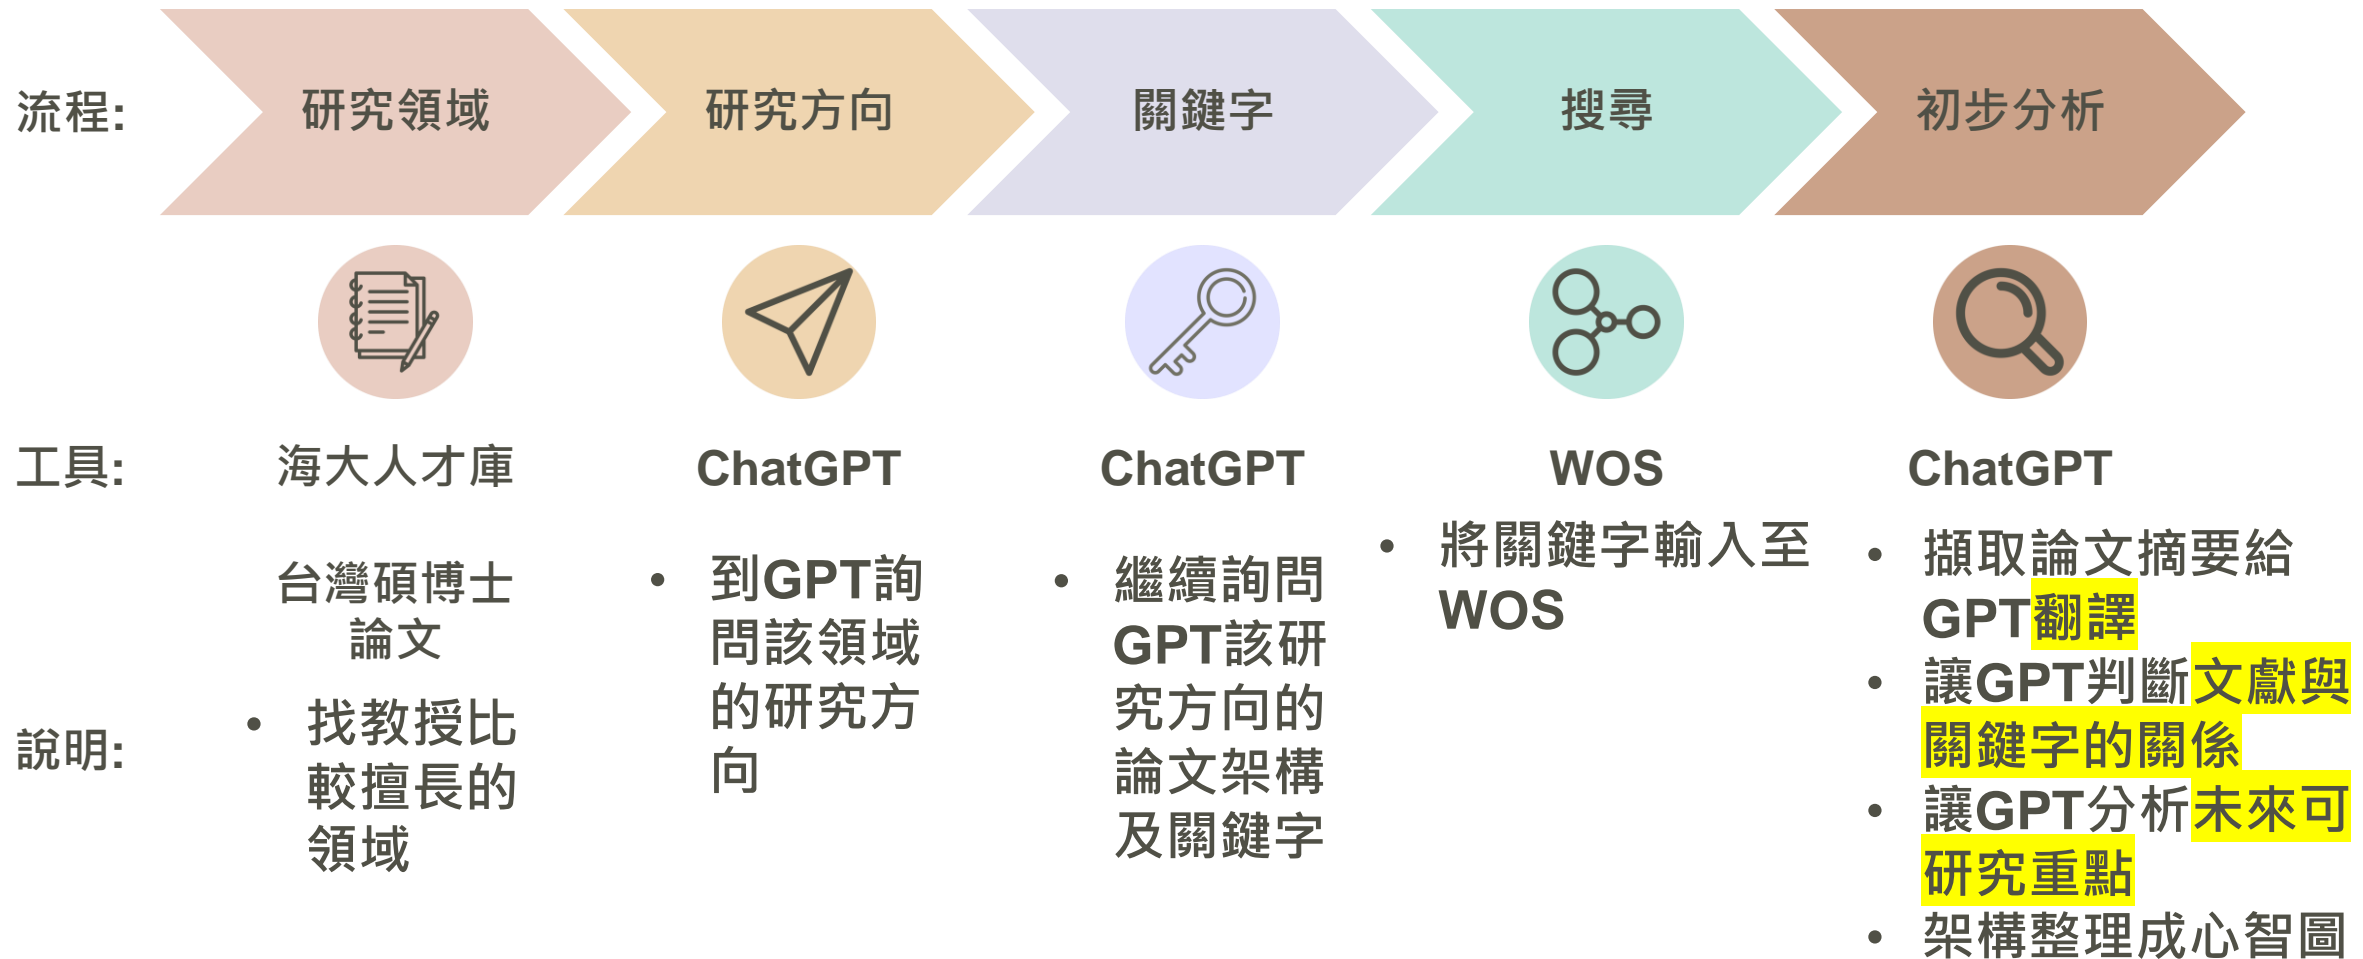 流程:
研究領域
研究方向
關鍵字
搜尋
初步分析
工具:
海大人才庫
台灣碩博士
論文
ChatGPT
ChatGPT
WOS
ChatGPT
說明:
• 找教授比
較擅長的
領域
• 到GPT詢
問該領域
的研究方
向
• 繼續詢問
GPT該研
究方向的
論文架構
及關鍵字
• 將關鍵字輸入至
WOS
• 擷取論文摘要給
GPT翻譯
• 讓GPT判斷文獻與
關鍵字的關係
• 讓GPT分析未來可
研究重點
• 架構整理成心智圖